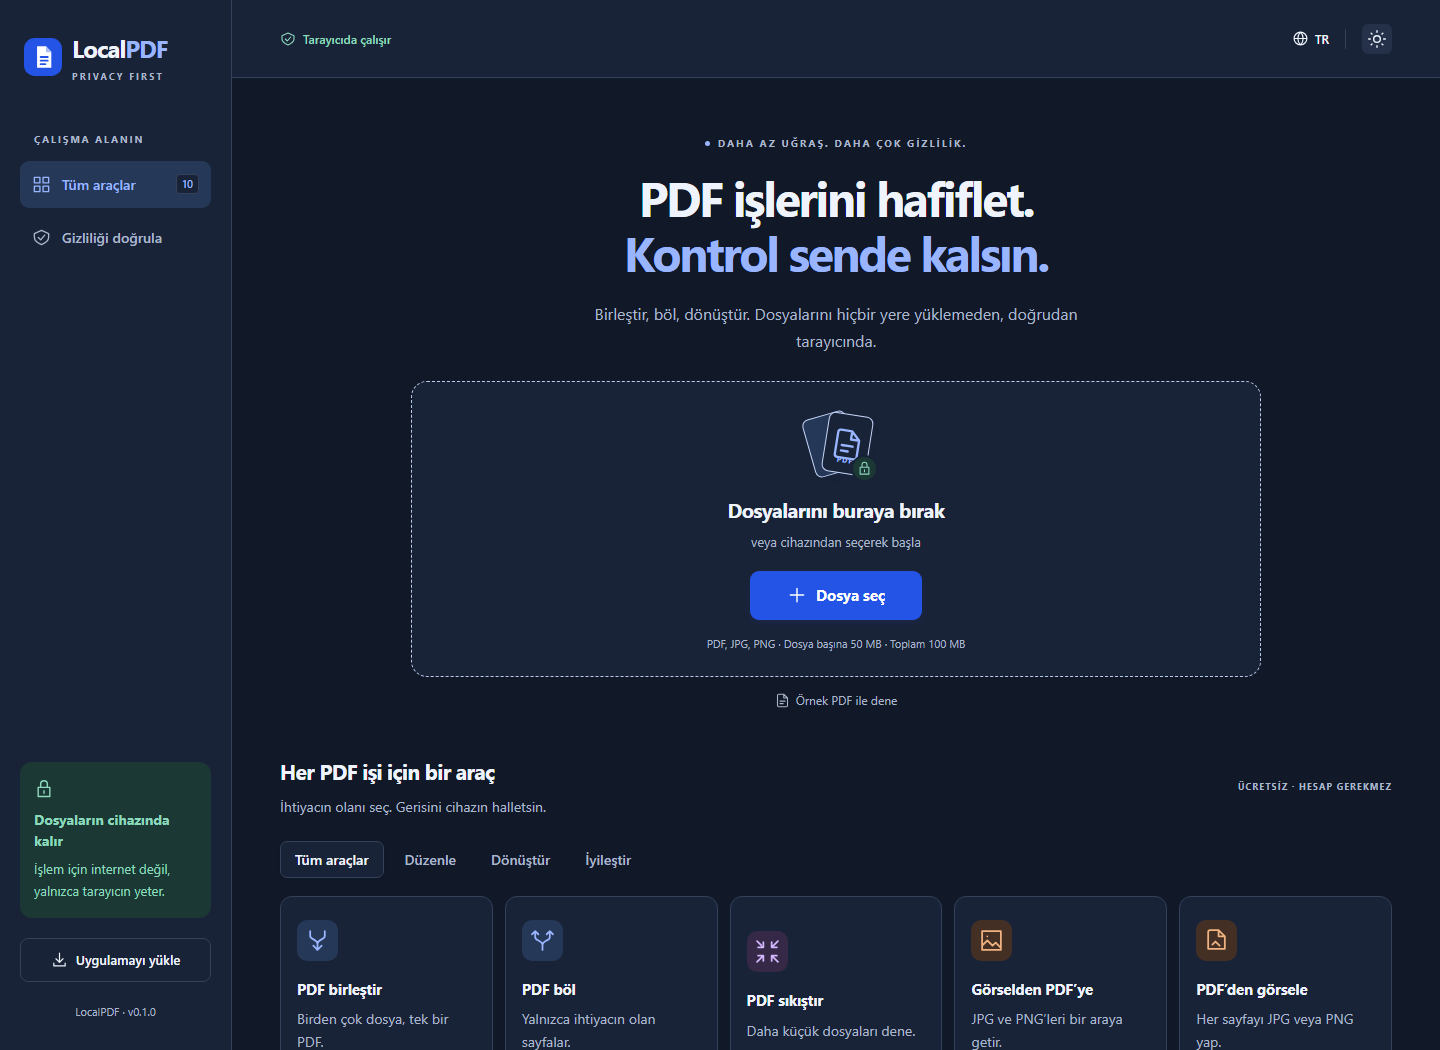 LocalPDF
PRIVACY FIRST
ÇALIŞMA ALANIN
Tüm araçlar
10
Gizliliği doğrula
Dosyaların cihazında
kalır
İşlem için internet değil,
yalnızca tarayıcın yeter.
Uygulamayı yükle
LocalPDF · v0.1.0
Tarayıcıda çalışır
TR
DAHA AZ UĞRAŞ. DAHA ÇOK GİZLİLİK.
PDF işlerini hafiflet.
Kontrol sende kalsın.
Birleştir, böl, dönüştür. Dosyalarını hiçbir yere yüklemeden, doğrudan
tarayıcında.
PDF
Dosyalarını buraya bırak
veya cihazından seçerek başla
Dosya seç
PDF, JPG, PNG · Dosya başına 50 MB · Toplam 100 MB
Örnek PDF ile dene
Her PDF işi için bir araç
İhtiyacın olanı seç. Gerisini cihazın halletsin.
ÜCRETSİZ · HESAP GEREKMEZ
Tüm araçlar
Düzenle
Dönüştür
İyileştir
PDF birleştir
Birden çok dosya, tek bir
PDF.
PDF böl
Yalnızca ihtiyacın olan
sayfalar.
PDF sıkıştır
Daha küçük dosyaları dene.
Görselden PDF'ye
JPG ve PNG'leri bir araya
getir.
PDF'den görsele
Her sayfayı JPG veya PNG
yap.